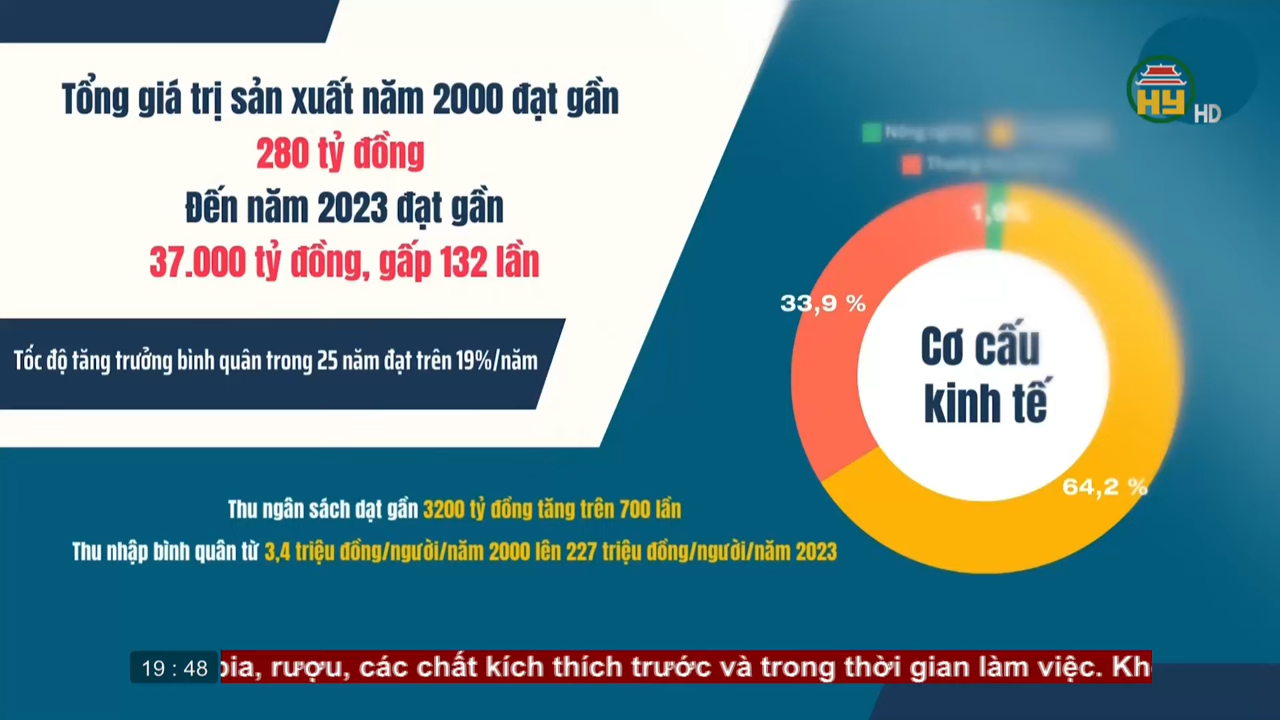 Tổng giá trị sản xuất năm 2000 đạt gần
280 tỷ đồng
Đến năm 2023 đạt gần
37.000 tỷ đồng, gấp 132 lần
Tốc độ tăng trưởng bình quân trong 25 năm đạt trên 19%/năm
Thu ngân sách dạt gần 3200 tỷ đồng tăng trên 700 lần
Thu nhập bình quân từ 3,4 triệu đồng/người/năm 2000 lên 227 triệu đồng/người/năm 2023
HY HD
Nông nghiệp
Thương
1,9%
33,9 %
Cơ cấu
kinh tế
64,2 %
19 : 48
bia, rượu, các chất kích thích trước và trong thời gian làm việc.